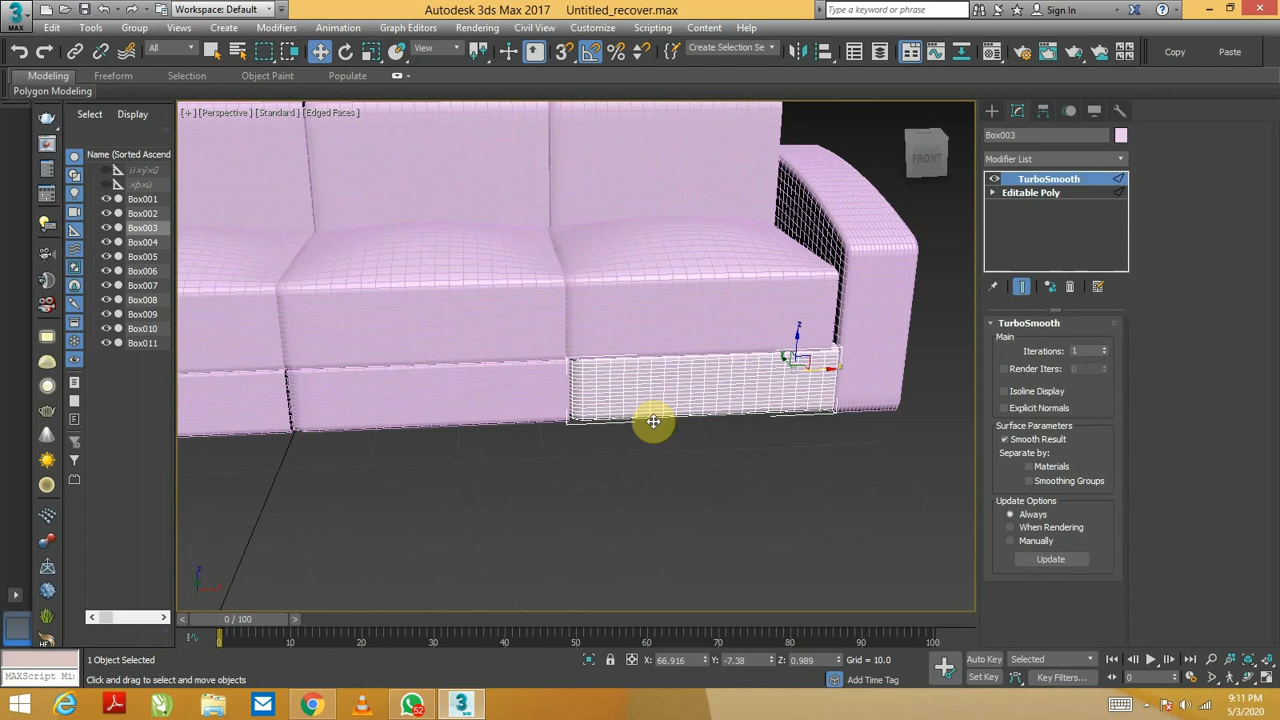 Workspace: Default
Autodesk 3ds Max 2017 Untitled_recover.max
Type a keyword or phrase
Sign In
MAX
Edit Tools Group Views Create Modifiers Animation Graph Editors Rendering Civil View Customize Scripting Content Help
All
View
Create Selection Se
Copy
Paste
Modeling Freeform Selection Object Paint Populate
Polygon Modeling
Select Display
Name (Sorted Ascend
Box001
Box002
Box003
Box004
Box005
Box006
Box007
Box008
Box009
Box010
Box011
[+] [Perspective] [Standard] [Edged Faces]
FRONT
z
Box003
Modifier List
TurboSmooth
Editable Poly
TurboSmooth
Main
Iterations: 1
Render Iters: 0
Isoline Display
Explicit Normals
Surface Parameters
Smooth Result
Separate by:
Materials
Smoothing Groups
Update Options
Always
When Rendering
Manually
Update
0 / 100
0 10 20 30 40 50 60 70 80 90 100
1 Object Selected
X: 66.916 Y: -7.38 Z: 0.989 Grid = 10.0
Auto Key Selected
MAXScript Mi
Click and drag to select and move objects
Add Time Tag
Set Key Key Filters...
0
52
9:11 PM
5/3/2020